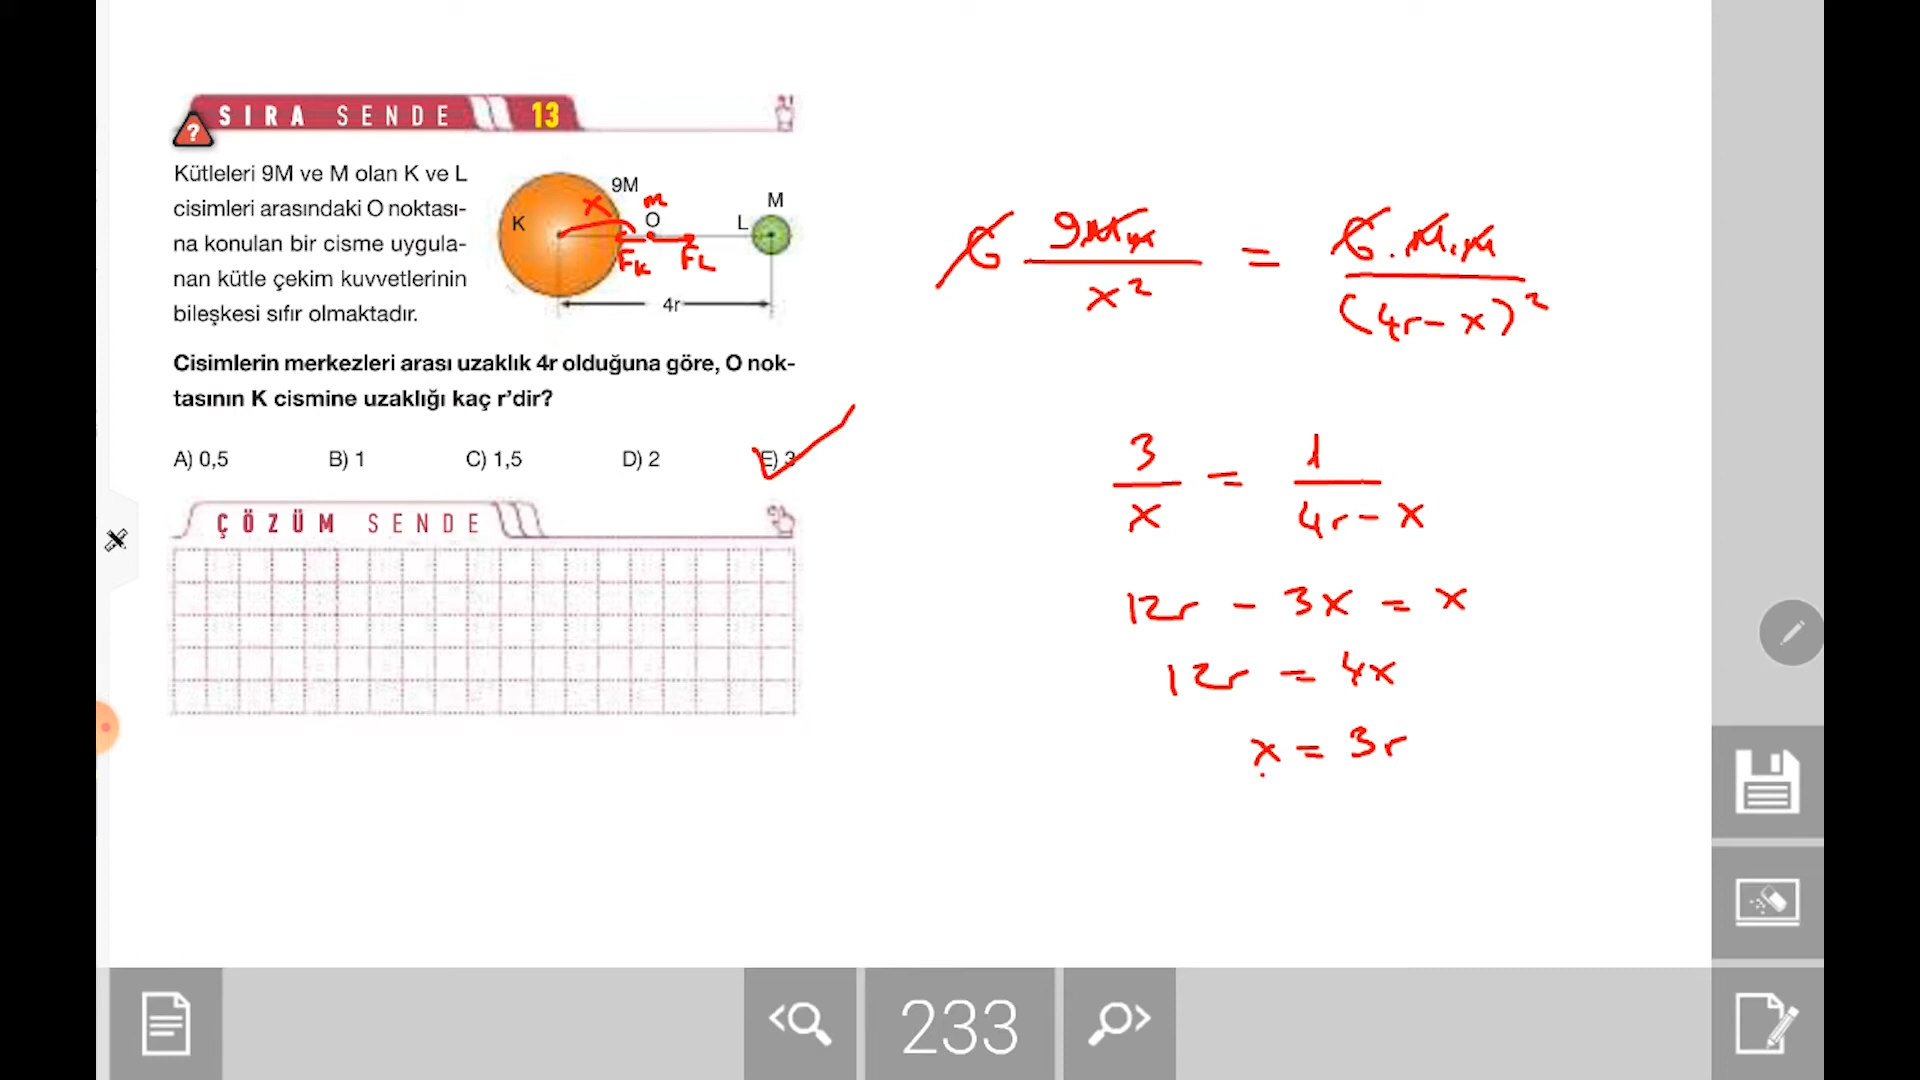 SIRA SENDE 13
?
Kütleleri 9M ve M olan K ve L
cisimleri arasındaki O noktası-
na konulan bir cisme uygula-
nan kütle çekim kuvvetlerinin
bileşkesi sıfır olmaktadır.
9M
M
K
x
m
O
L
FK
FL
4r
Cisimlerin merkezleri arası uzaklık 4r olduğuna göre, O nok-
tasının K cismine uzaklığı kaç r'dir?
A) 0,5 B) 1 C) 1,5 D) 2 E) 3
ÇÖZÜM SENDE
G 9M.m / x² = G.M.m / (4r-x)²
3/x = 1/4r-x
12r - 3x = x
12r = 4x
x = 3r
233